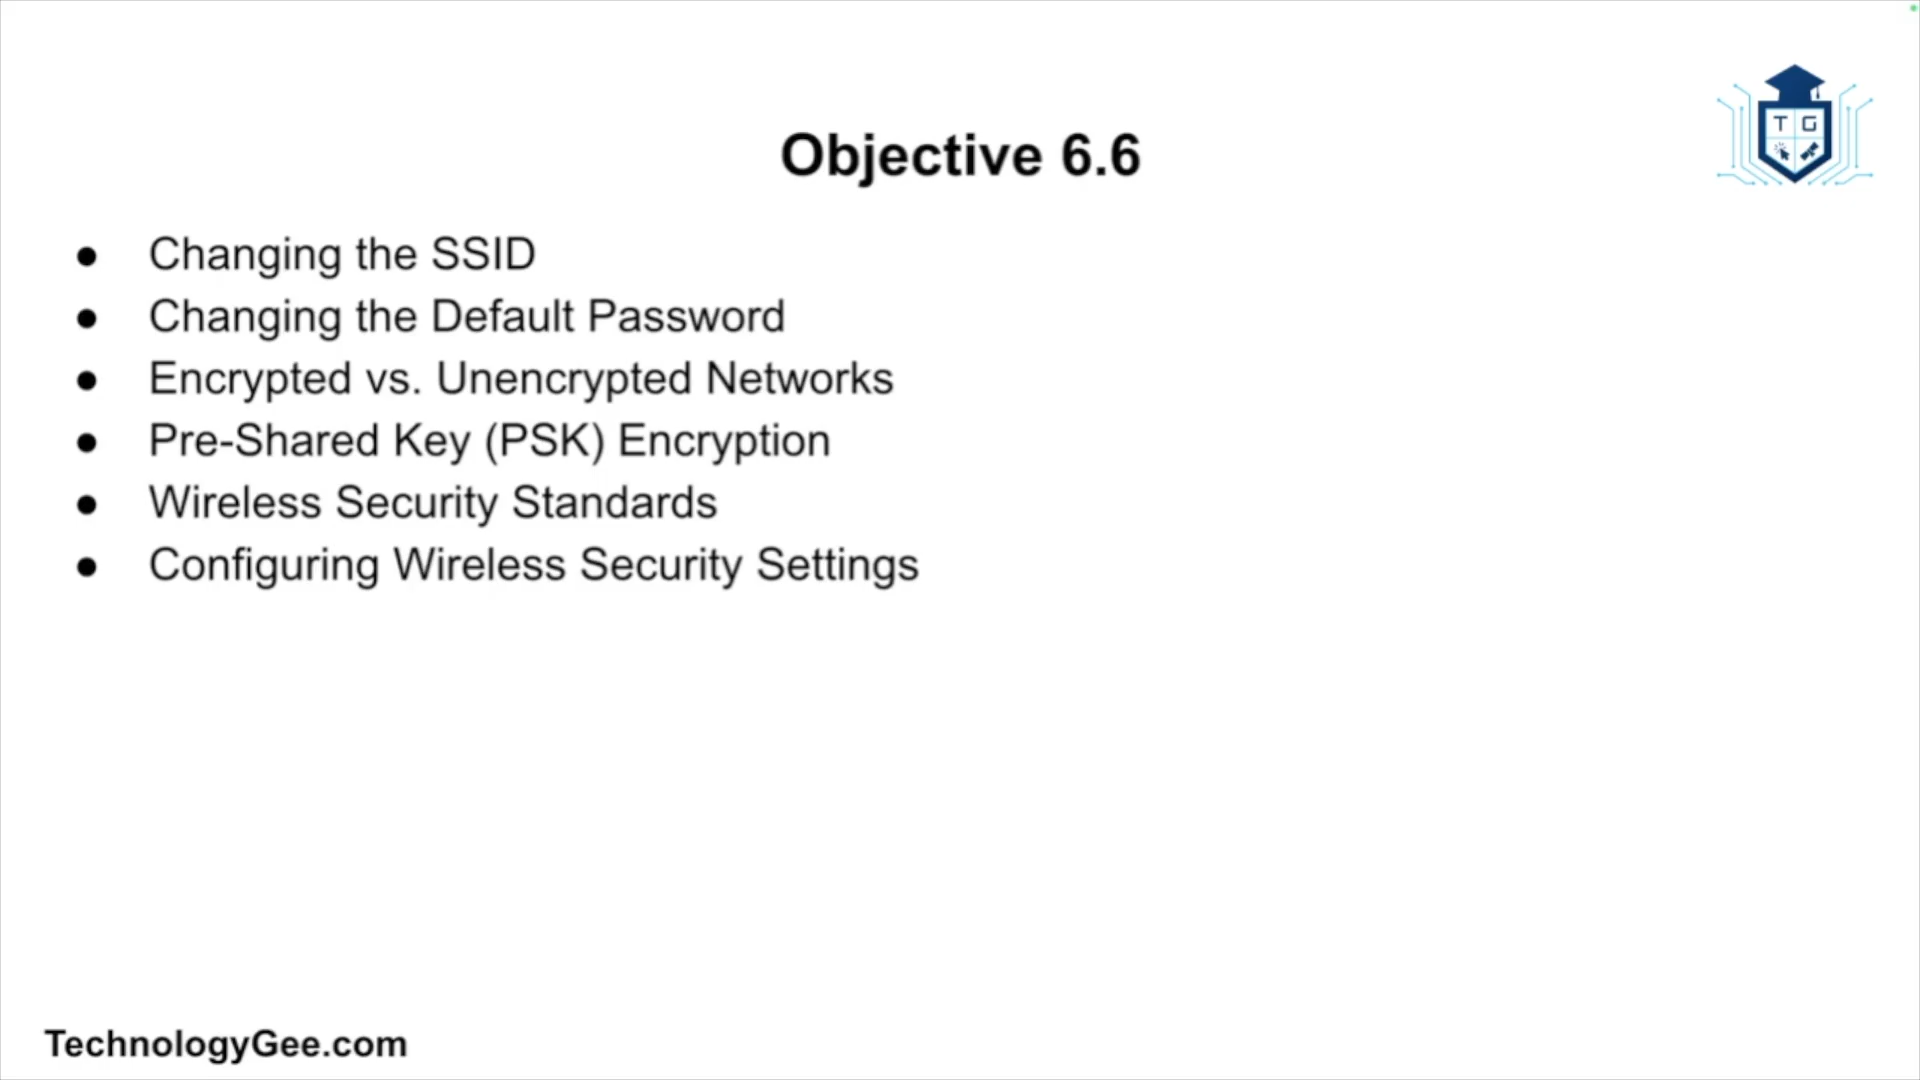 T G
Objective 6.6
● Changing the SSID
● Changing the Default Password
● Encrypted vs. Unencrypted Networks
● Pre-Shared Key (PSK) Encryption
● Wireless Security Standards
● Configuring Wireless Security Settings
TechnologyGee.com